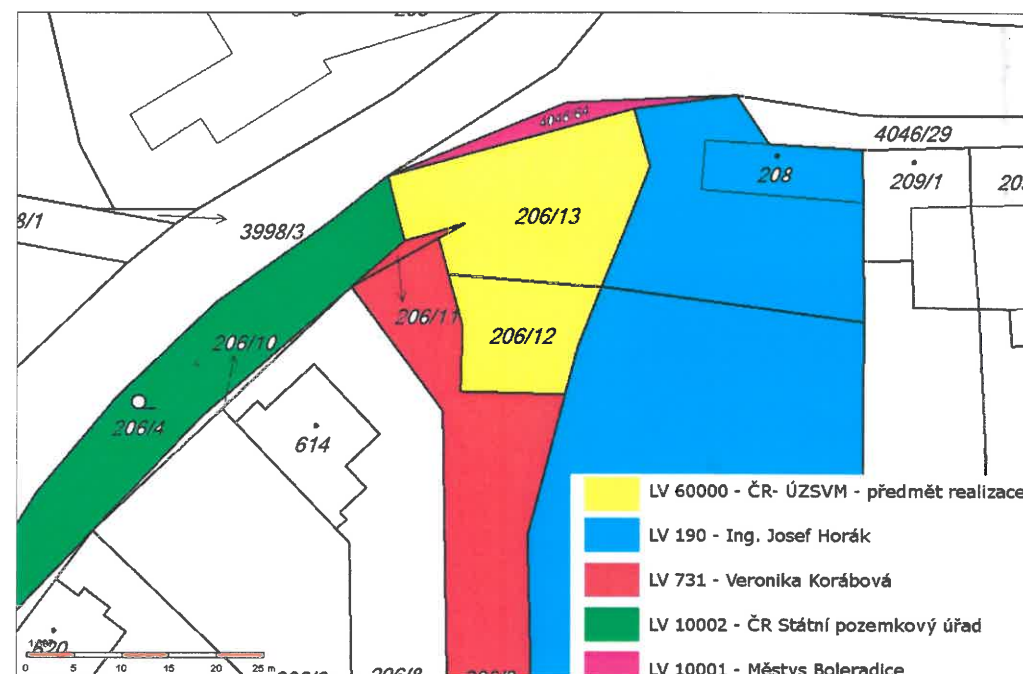 4046/29
208
209/1
206/13
8/1
3998/3
206/11
206/12
206/10
206/4
614
LV 60000 - ČR- ÚZSVM - předmět realizace
LV 190 - Ing. Josef Horák
LV 731 - Veronika Korábová
LV 10002 - ČR Státní pozemkový úřad
620
0 5 10 15 20 25 m
206/8
LV 10001 - Městys Boleradice